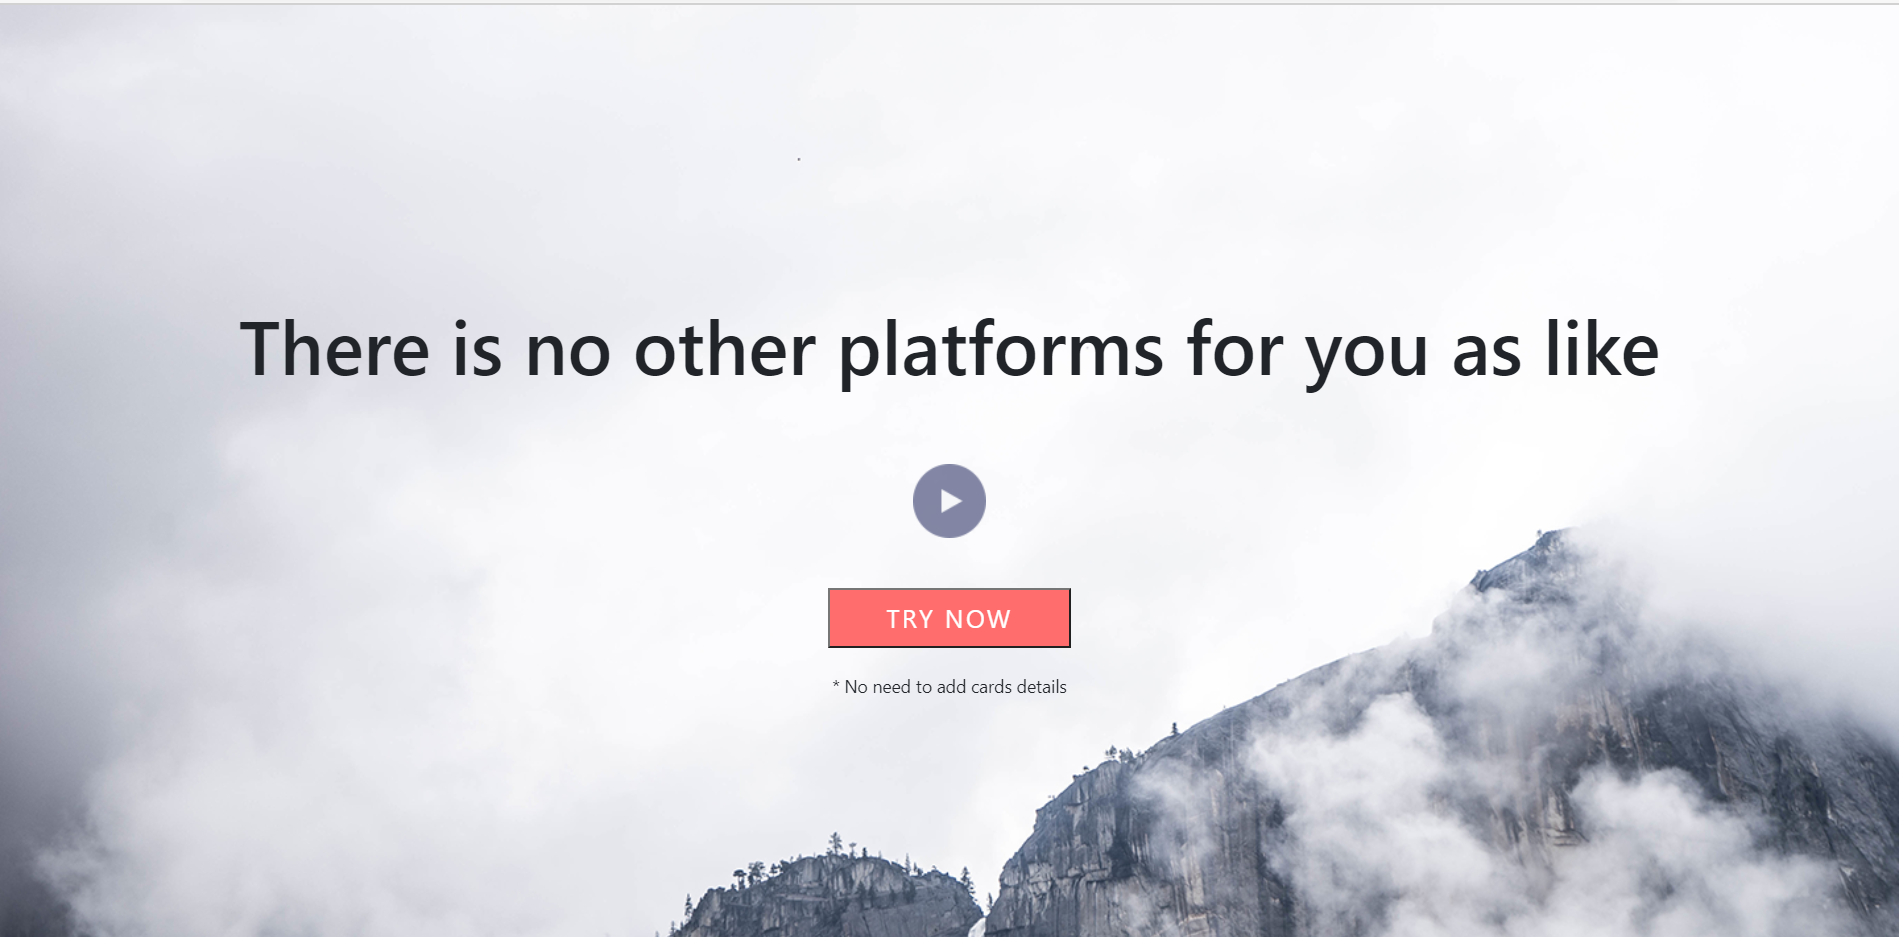 There is no other platforms for you as like
TRY NOW
* No need to add cards details